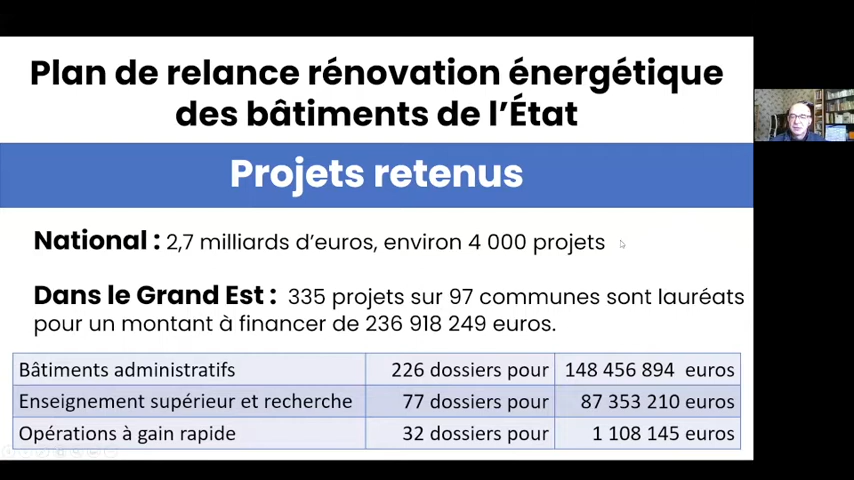 Plan de relance rénovation énergétique
des bâtiments de l’État
Projets retenus
National : 2,7 milliards d’euros, environ 4 000 projets
Dans le Grand Est : 335 projets sur 97 communes sont lauréats
pour un montant à financer de 236 918 249 euros.
Bâtiments administratifs 226 dossiers pour 148 456 894 euros
Enseignement supérieur et recherche 77 dossiers pour 87 353 210 euros
Opérations à gain rapide 32 dossiers pour 1 108 145 euros